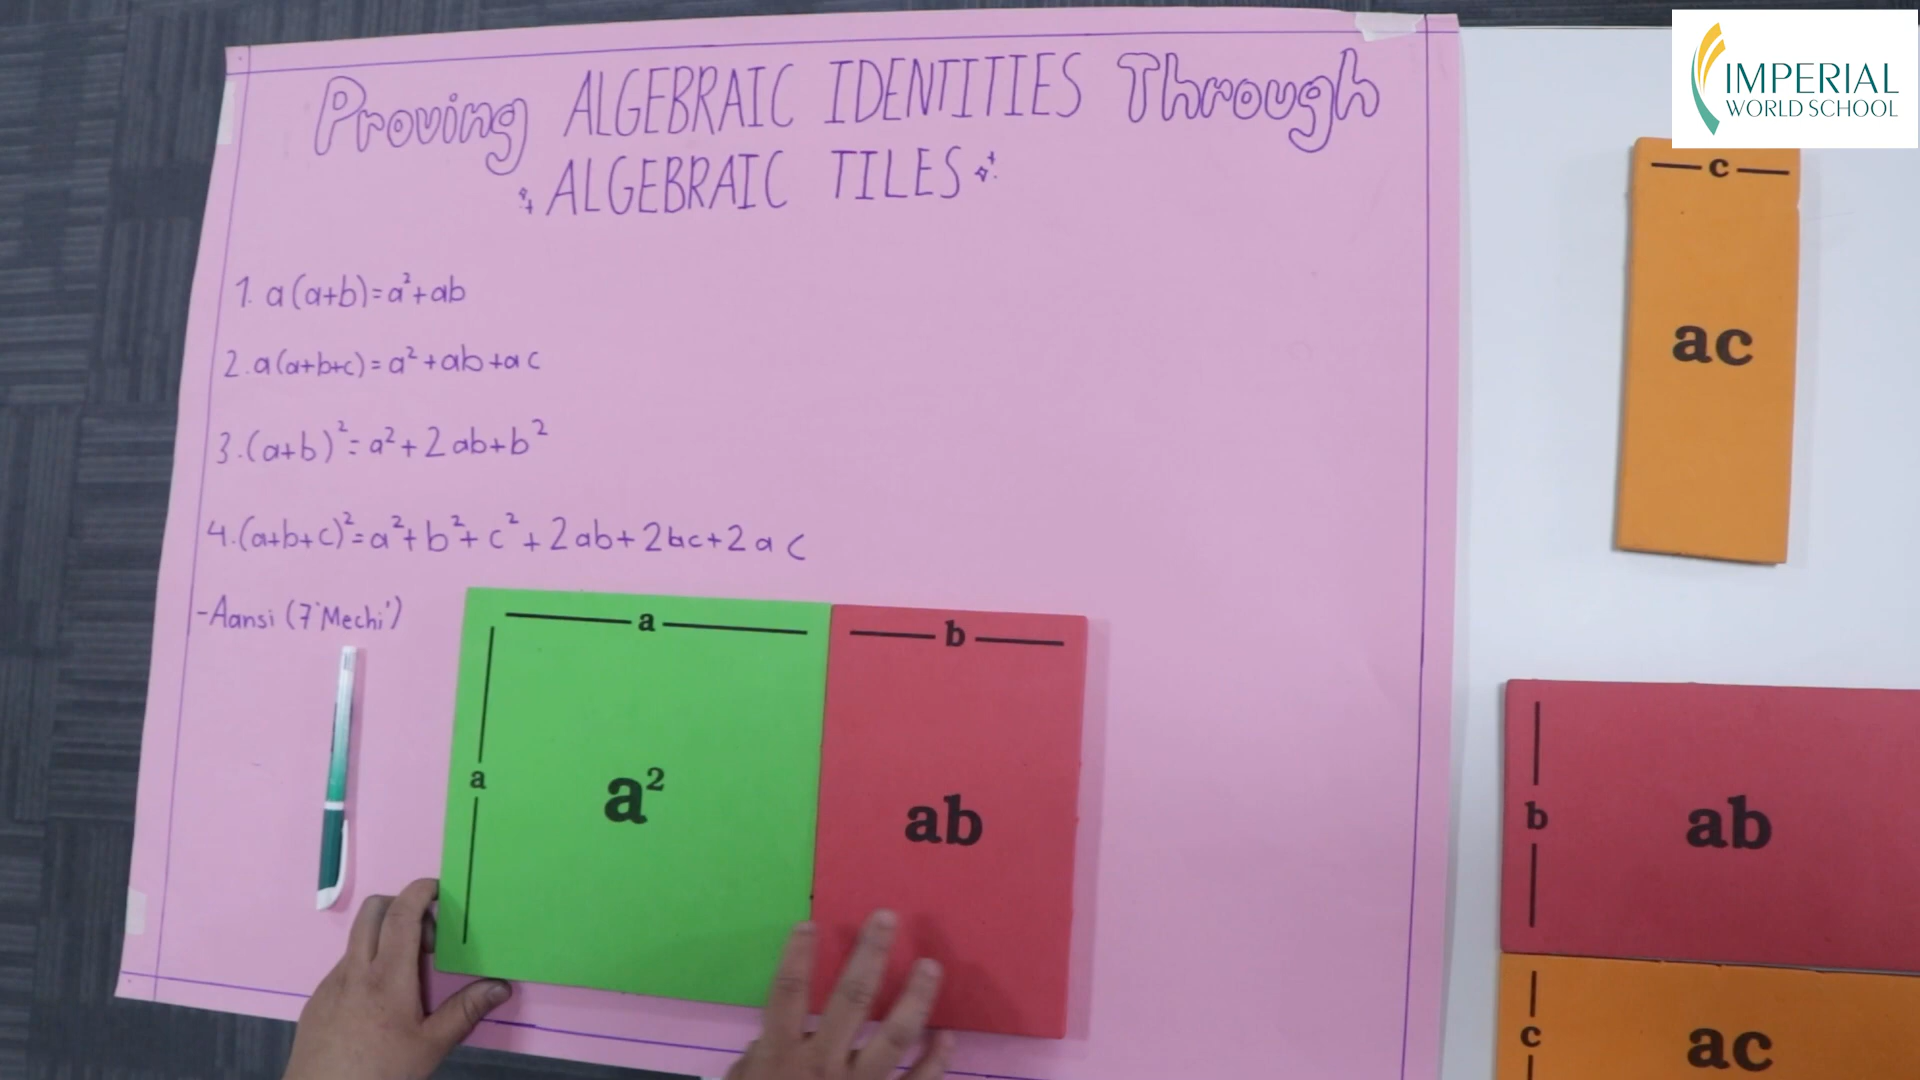 IMPERIAL
WORLD SCHOOL
Proving ALGEBRAIC IDENTITIES Through
ALGEBRAIC TILES
1. a(a+b)=a²+ab
2. a(a+b+c)=a²+ab+ac
3. (a+b)²=a²+2ab+b²
4. (a+b+c)²=a²+b²+c²+2ab+2bc+2ac
-Aansi (7'Mechi')
a
a
a²
b
ab
c
ac
b
ab
c
ac